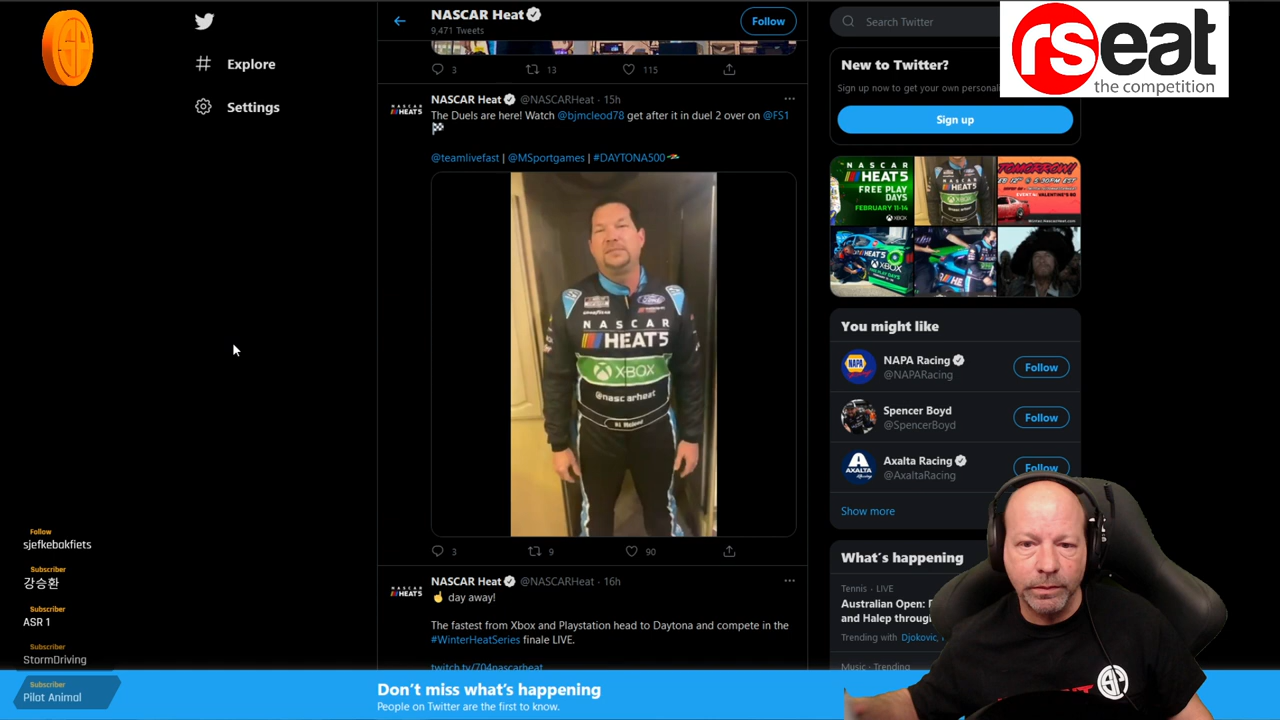 Explore
Settings
Follow
sjefkebakfiets
Subscriber
강승환
Subscriber
ASR 1
Subscriber
StormDriving
Subscriber
Pilot Animal
NASCAR Heat
9,471 Tweets
Follow
3 13 115
NASCAR Heat @NASCARHeat · 15h
The Duels are here! Watch @bjmcleod78 get after it in duel 2 over on @FS1
@teamlivefast | @MSportgames | #DAYTONA500
NASCAR
HEAT5
XBOX
@nascarheat
3 9 90
NASCAR Heat @NASCARHeat · 16h
☝ day away!
The fastest from Xbox and Playstation head to Daytona and compete in the
#WinterHeatSeries finale LIVE.
twitch.tv/704nascarheat
Search Twitter
rseat
the competition
New to Twitter?
Sign up now to get your own
Sign up
NASCAR
HEAT5
FREE PLAY
DAYS
FEBRUARY 11-14
XBOX
You might like
NAPA Racing
@NAPARacing
Follow
Spencer Boyd
@SpencerBoyd
Follow
Axalta Racing
@AxaltaRacing
Follow
Show more
What's happening
Tennis · LIVE
Australian Open:
and Halep
Trending with Djokovic,
Music · Trending
Don't miss what's happening
People on Twitter are the first to know.